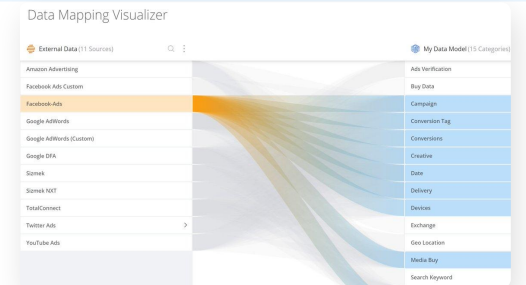 Data Mapping Visualizer
External Data (11 Sources)
My Data Model (15 Categories)
Amazon Advertising
Facebook Ads Custom
Facebook-Ads
Google AdWords
Google AdWords (Custom)
Google DFA
Sizmek
Sizmek NXT
TotalConnect
Twitter Ads
YouTube Ads
Ads Verification
Buy Data
Campaign
Conversion Tag
Conversions
Creative
Date
Delivery
Devices
Exchange
Geo Location
Media Buy
Search Keyword